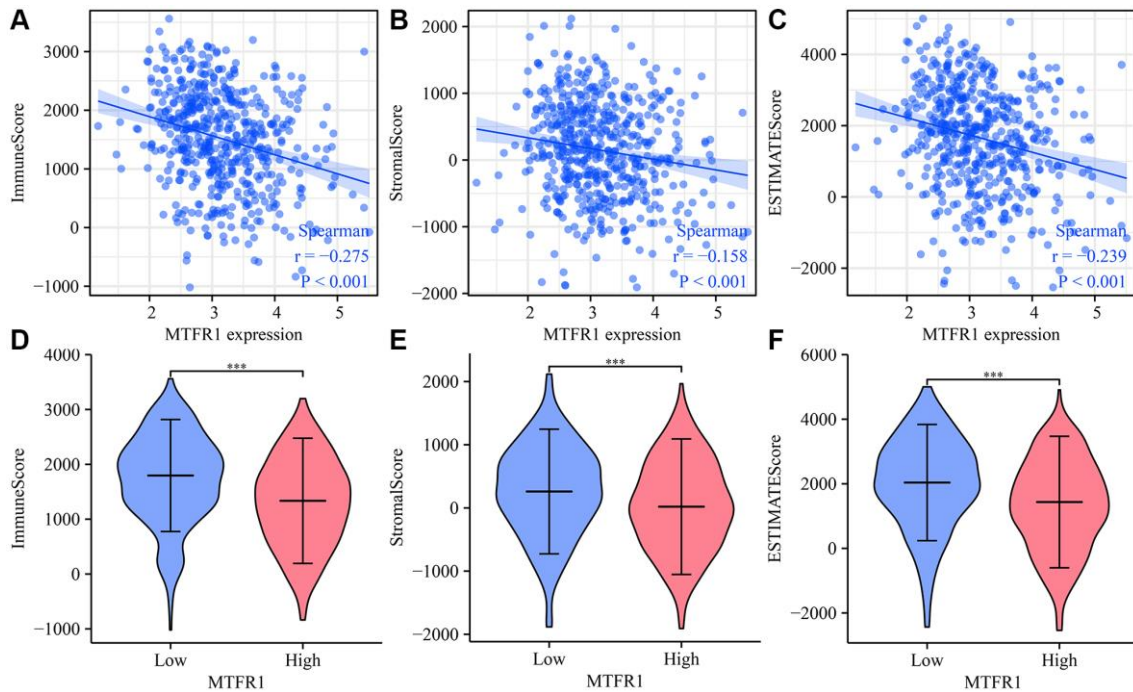 A
ImmuneScore
3000
2000
1000
0
−1000
2 3 4 5
MTFR1 expression
Spearman
r = −0.275
P < 0.001
B
StromalScore
2000
1000
0
−1000
−2000
2 3 4 5
MTFR1 expression
Spearman
r = −0.158
P < 0.001
C
ESTIMATEScore
4000
2000
0
−2000
2 3 4 5
MTFR1 expression
Spearman
r = −0.239
P < 0.001
D
ImmuneScore
4000
3000
2000
1000
0
−1000
***
Low High
MTFR1
E
StromalScore
2000
1000
0
−1000
−2000
***
Low High
MTFR1
F
ESTIMATEScore
6000
4000
2000
0
−2000
***
Low High
MTFR1